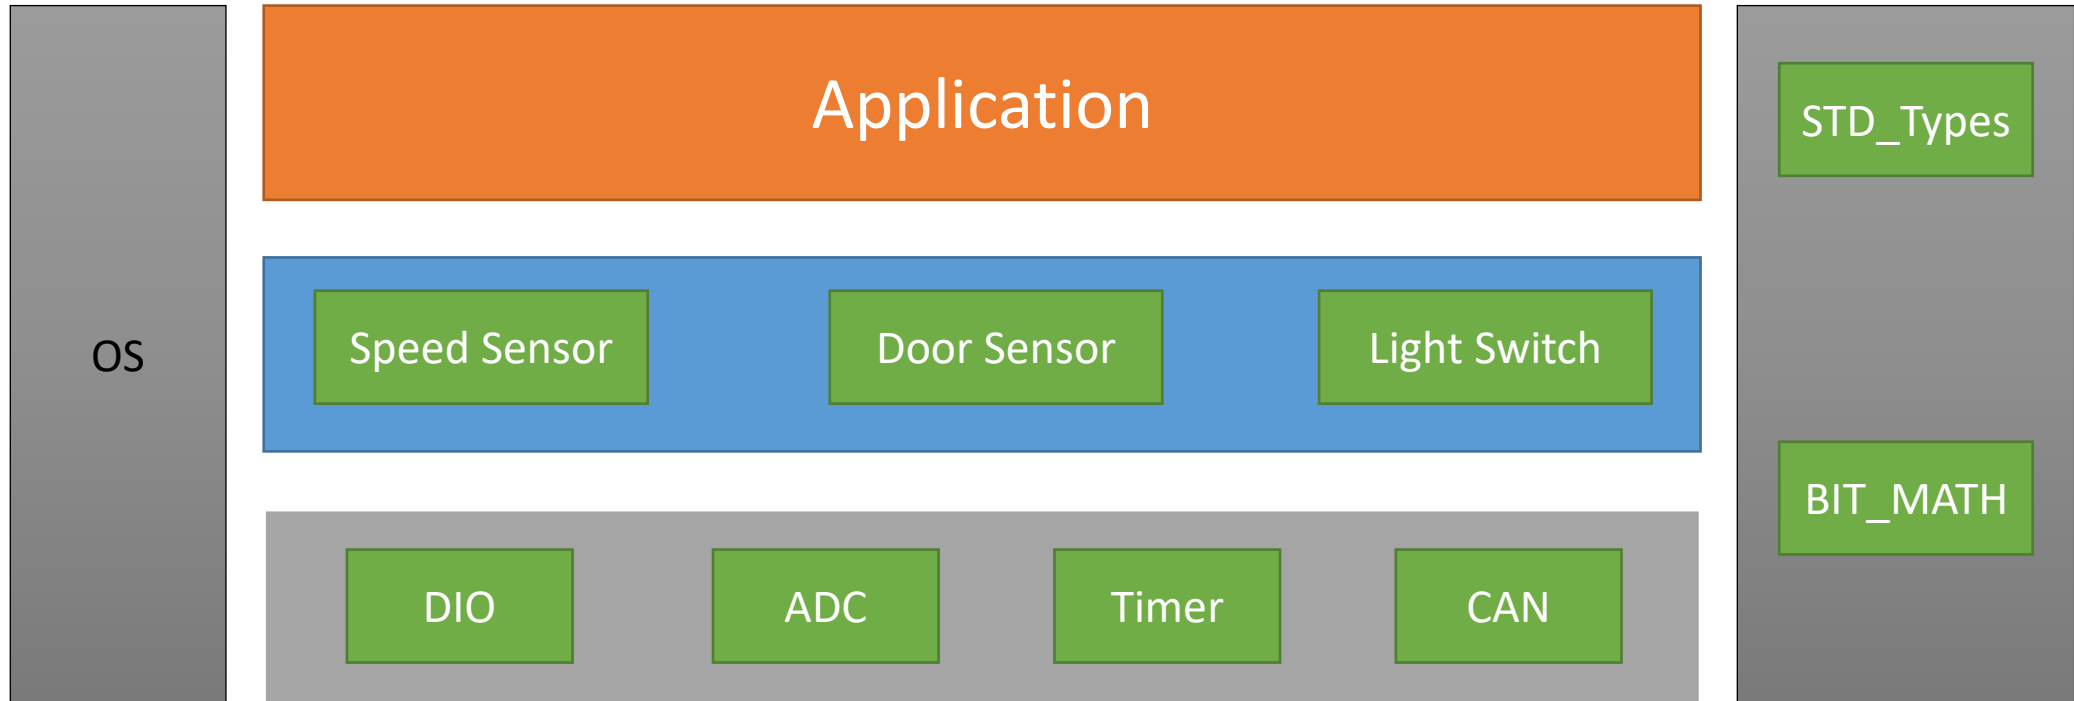 OS
Application
Speed Sensor
Door Sensor
Light Switch
DIO
ADC
Timer
CAN
STD_Types
BIT_MATH